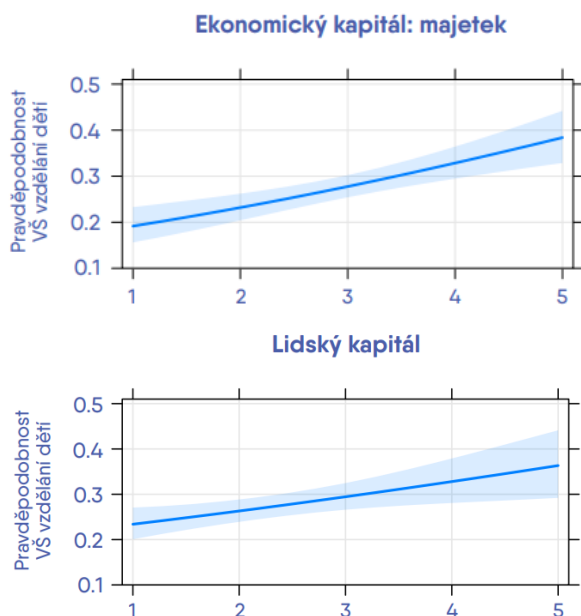 Ekonomický kapitál: majetek
Pravděpodobnost
VŠ vzdělání dětí
0.5
0.4
0.3
0.2
0.1
1 2 3 4 5
Lidský kapitál
Pravděpodobnost
VŠ vzdělání dětí
0.5
0.4
0.3
0.2
0.1
1 2 3 4 5